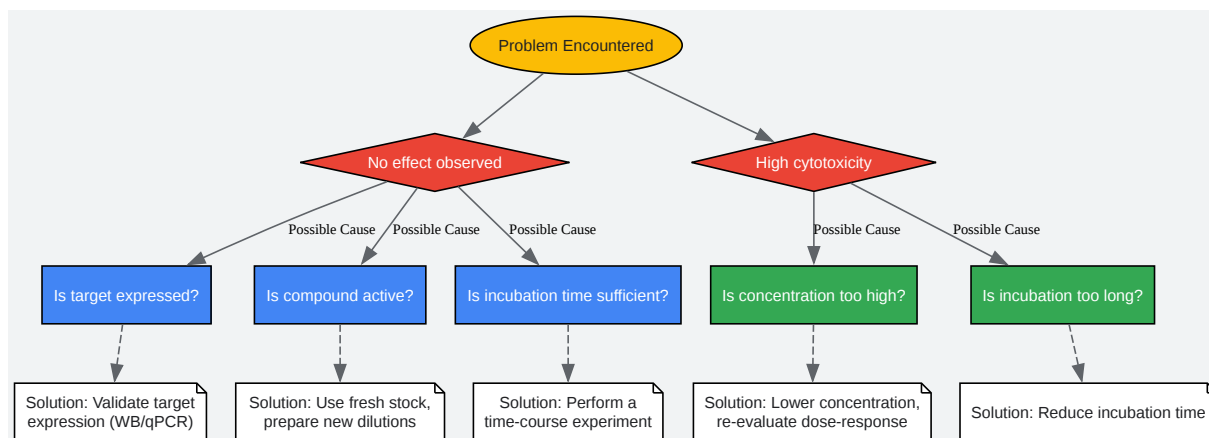 Problem Encountered
No effect observed
High cytotoxicity
Possible Cause
Possible Cause
Possible Cause
Possible Cause
Possible Cause
Is target expressed?
Is compound active?
Is incubation time sufficient?
Is concentration too high?
Is incubation too long?
Solution: Validate target
expression (WB/qPCR)
Solution: Use fresh stock,
prepare new dilutions
Solution: Perform a
time-course experiment
Solution: Lower concentration,
re-evaluate dose-response
Solution: Reduce incubation time